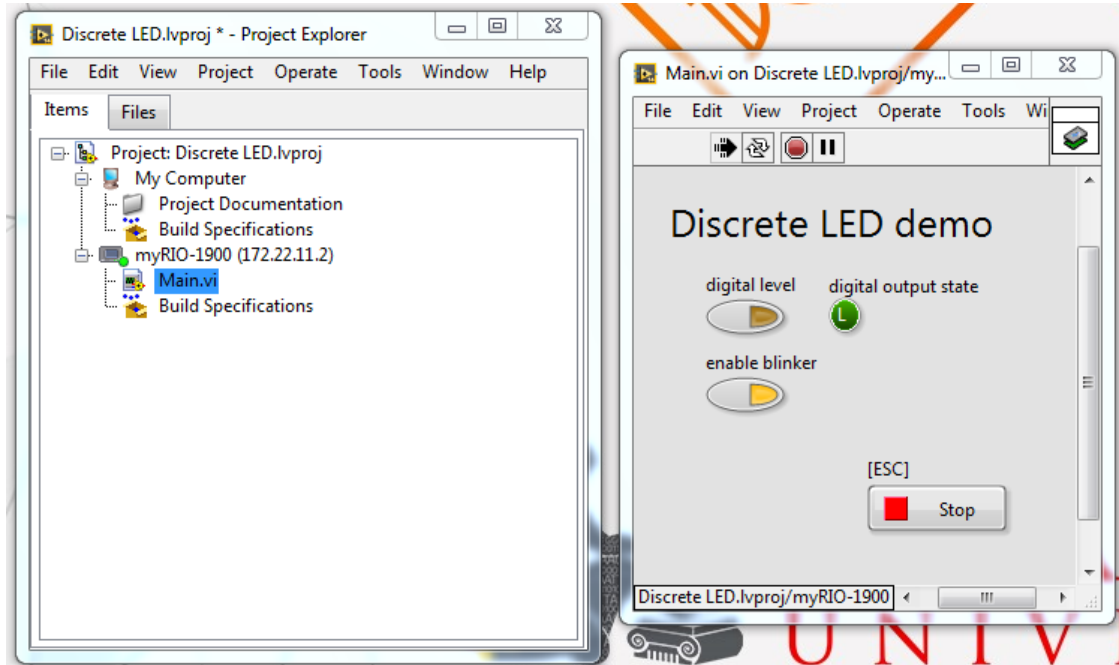 Discrete LED.lvproj * - Project Explorer
File Edit View Project Operate Tools Window Help
Items Files
Project: Discrete LED.lvproj
My Computer
Project Documentation
Build Specifications
myRIO-1900 (172.22.11.2)
Main.vi
Build Specifications
Main.vi on Discrete LED.lvproj/my...
File Edit View Project Operate Tools Wi
Discrete LED demo
digital level digital output state
L
enable blinker
[ESC]
Stop
Discrete LED.lvproj/myRIO-1900
UNIV